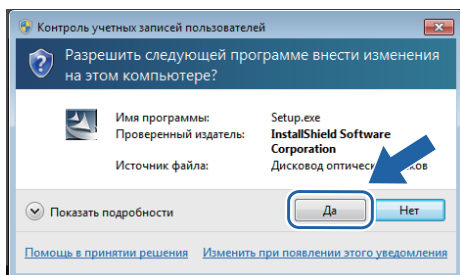 Контроль учетных записей пользователей
Разрешить следующей программе внести изменения
на этом компьютере?
Имя программы: Setup.exe
Проверенный издатель: InstallShield Software
Corporation
Источник файла: Дисковод оптических
Показать подробности
Да
Нет
Помощь в принятии решения Изменить при появлении этого уведомления